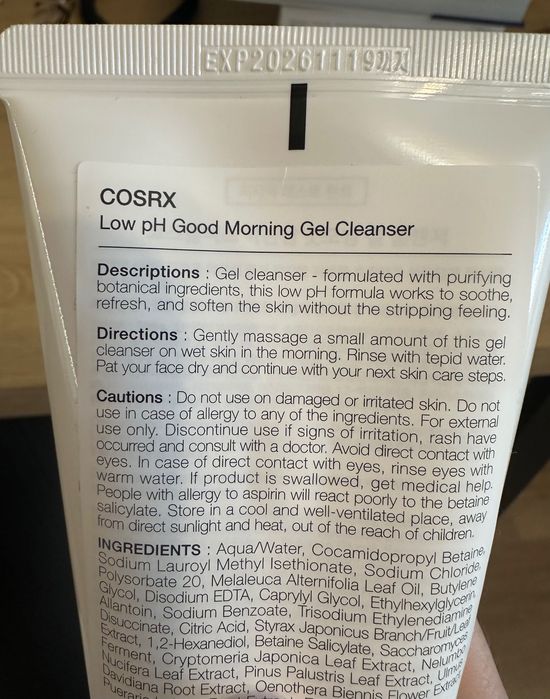 EXP20261119
COSRX
Low pH Good Morning Gel Cleanser
Descriptions : Gel cleanser - formulated with purifying
botanical ingredients, this low pH formula works to soothe,
refresh, and soften the skin without the stripping feeling.
Directions : Gently massage a small amount of this gel
cleanser on wet skin in the morning. Rinse with tepid water.
Pat your face dry and continue with your next skin care steps.
Cautions : Do not use on damaged or irritated skin. Do not
use in case of allergy to any of the ingredients. For external
use only. Discontinue use if signs of irritation, rash have
occurred and consult with a doctor. Avoid direct contact with
eyes. In case of direct contact with eyes, rinse eyes with
warm water. If product is swallowed, get medical help.
People with allergy to aspirin will react poorly to the betaine
salicylate. Store in a cool and well-ventilated place, away
from direct sunlight and heat, out of the reach of children.
INGREDIENTS : Aqua/Water, Cocamidopropyl Betaine,
Sodium Lauroyl Methyl Isethionate, Sodium Chloride,
Polysorbate 20, Melaleuca Alternifolia Leaf Oil, Butylene
Glycol, Disodium EDTA, Caprylyl Glycol, Ethylhexylglycerin,
Allantoin, Sodium Benzoate, Trisodium Ethylenediamine
Disuccinate, Citric Acid, Styrax Japonicus Branch/Fruit/Leaf
Extract, 1,2-Hexanediol, Betaine Salicylate, Saccharomyces
Ferment, Cryptomeria Japonica Leaf Extract, Nelumbo
Nucifera Leaf Extract, Pinus Palustris Leaf Extract, Ulmus
Davidiana Root Extract, Oenothera Biennis Flower Extract,
Pueraria